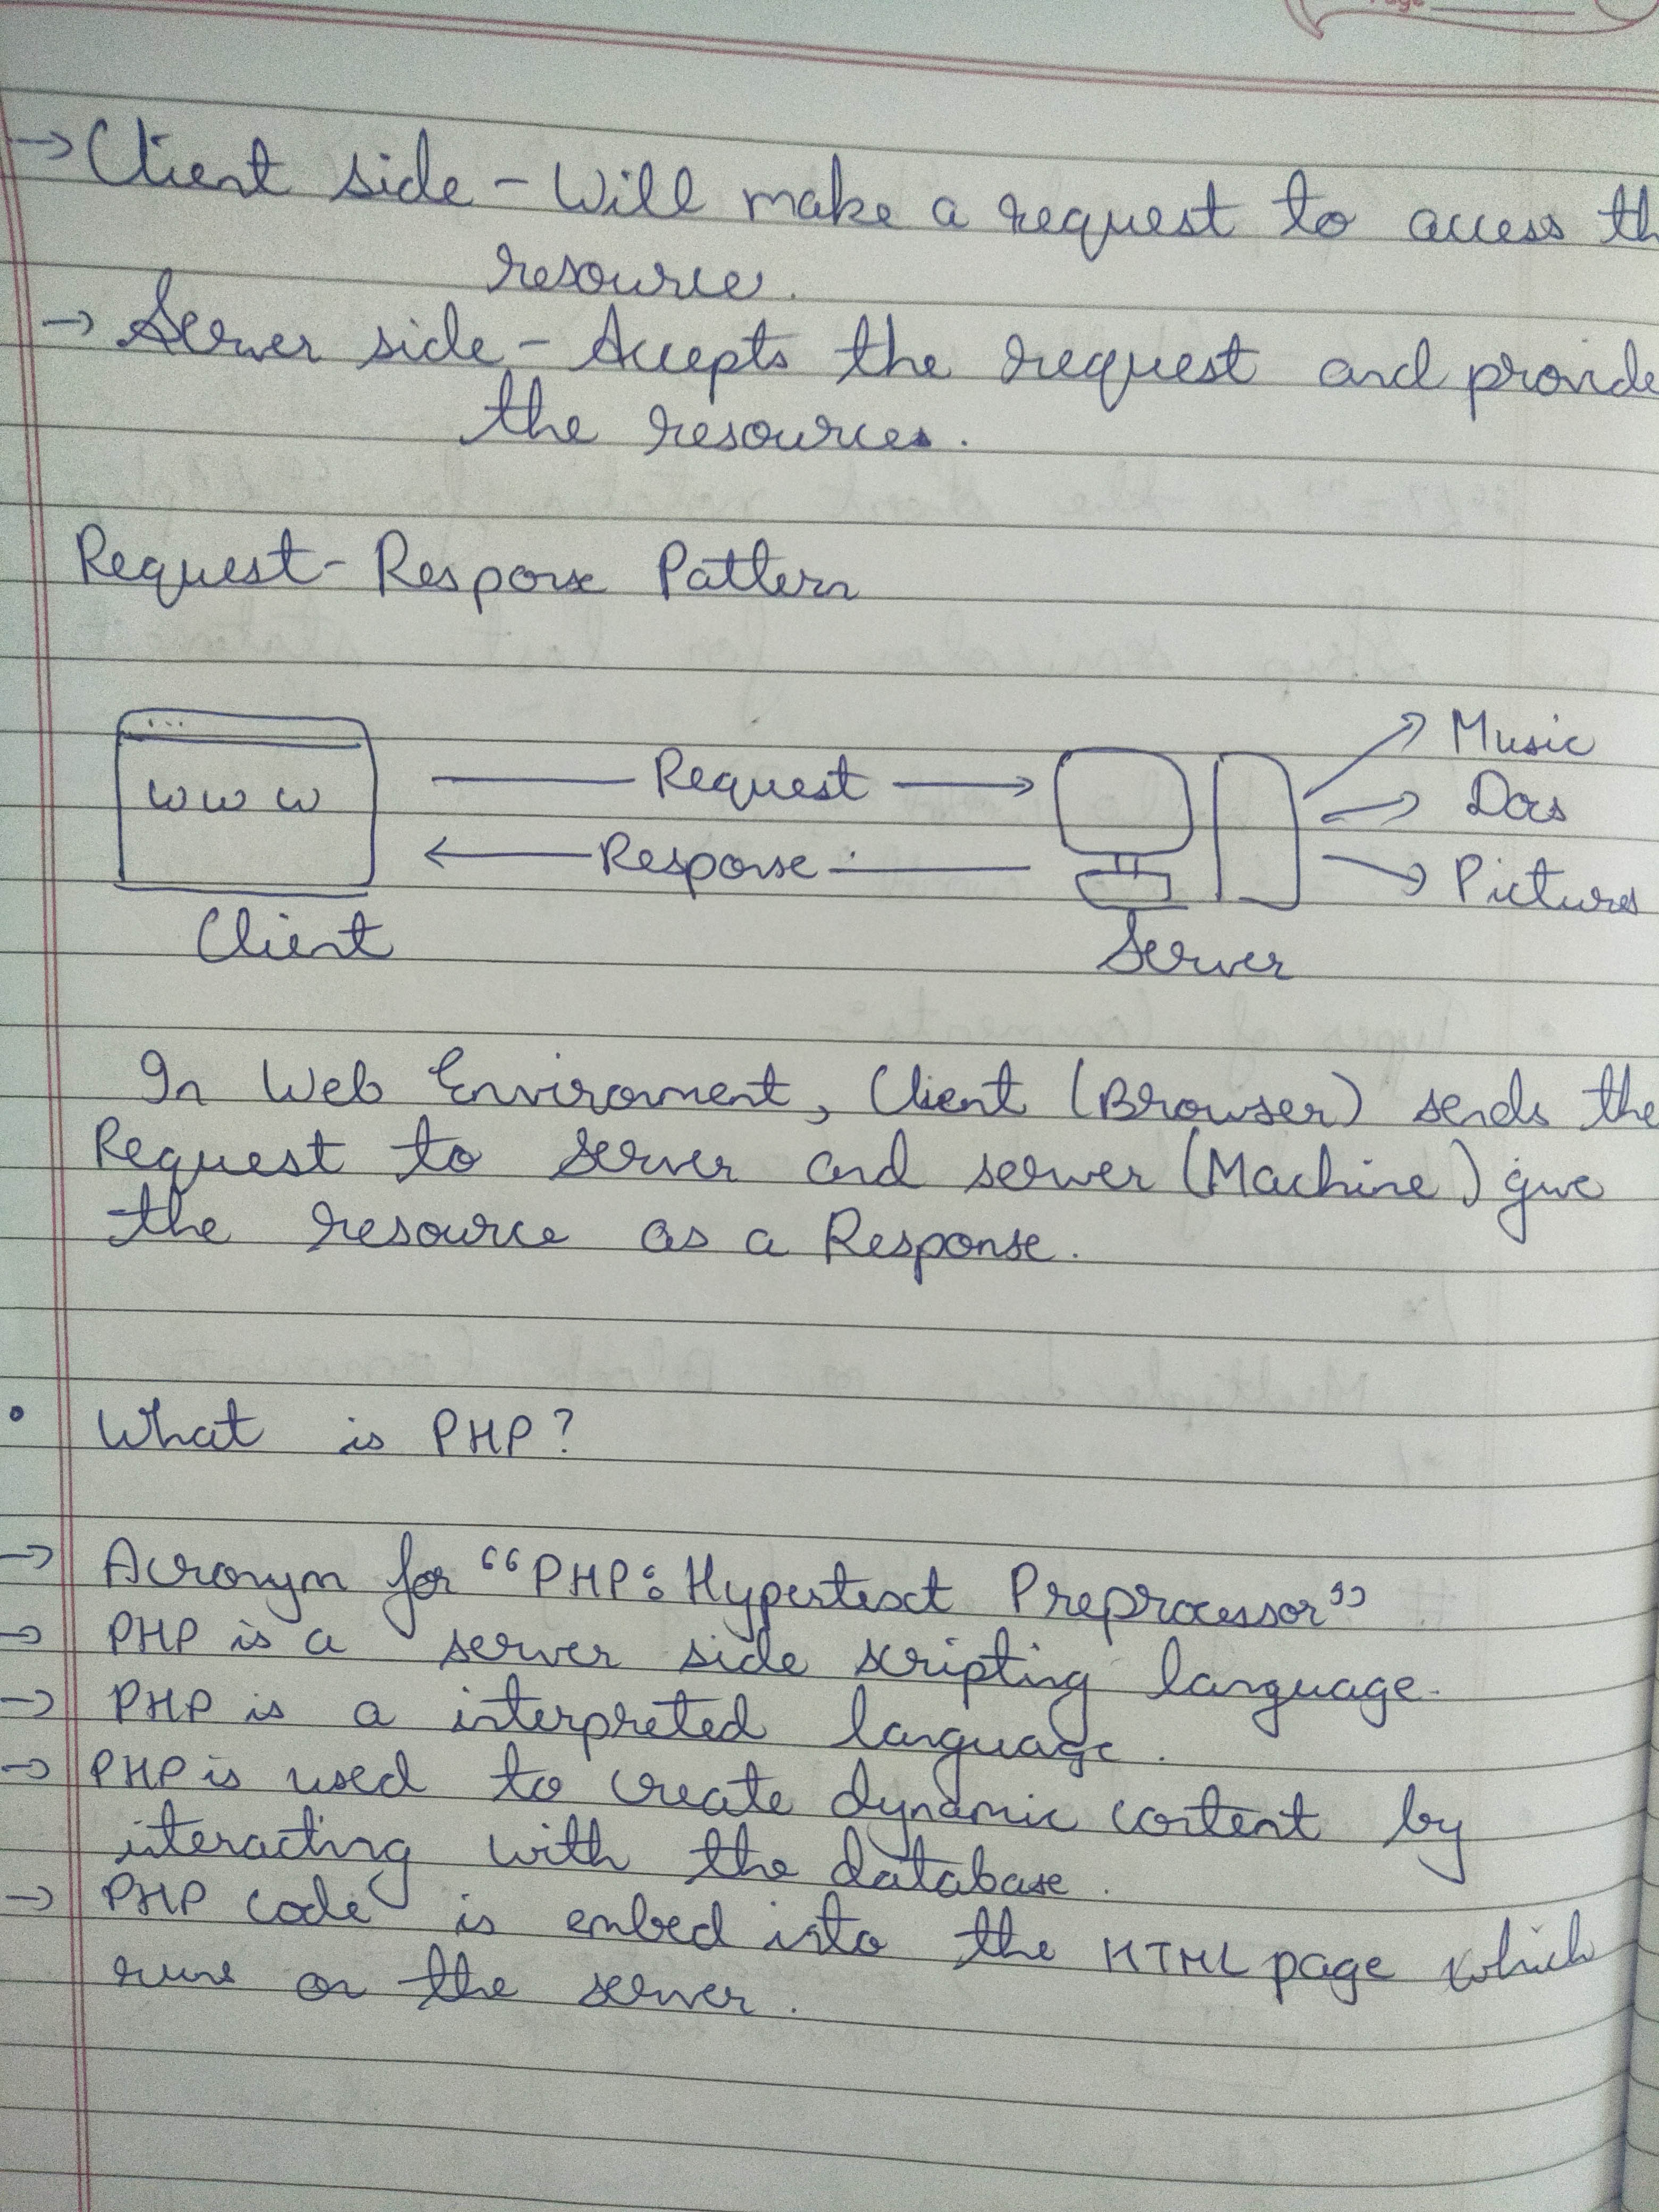 Page
→ Client side - Will make a request to access th
resource.
→ Server side - Accepts the request and provide
the resources.
Request-Response Pattern
www
Request
Response
Music
Docs
Pictures
Client
Server
In Web Enviroment, Client (Browser) sends the
Request to server and server (Machine) give
the resource as a Response.
• What is PHP?
→ Acronym for “PHP: Hypertext Preprocessor”
→ PHP is a server side scripting language.
→ PHP is a interpreted language.
→ PHP is used to create dynamic content by
interacting with the database.
→ PHP code is embed into the HTML page which
runs on the server.